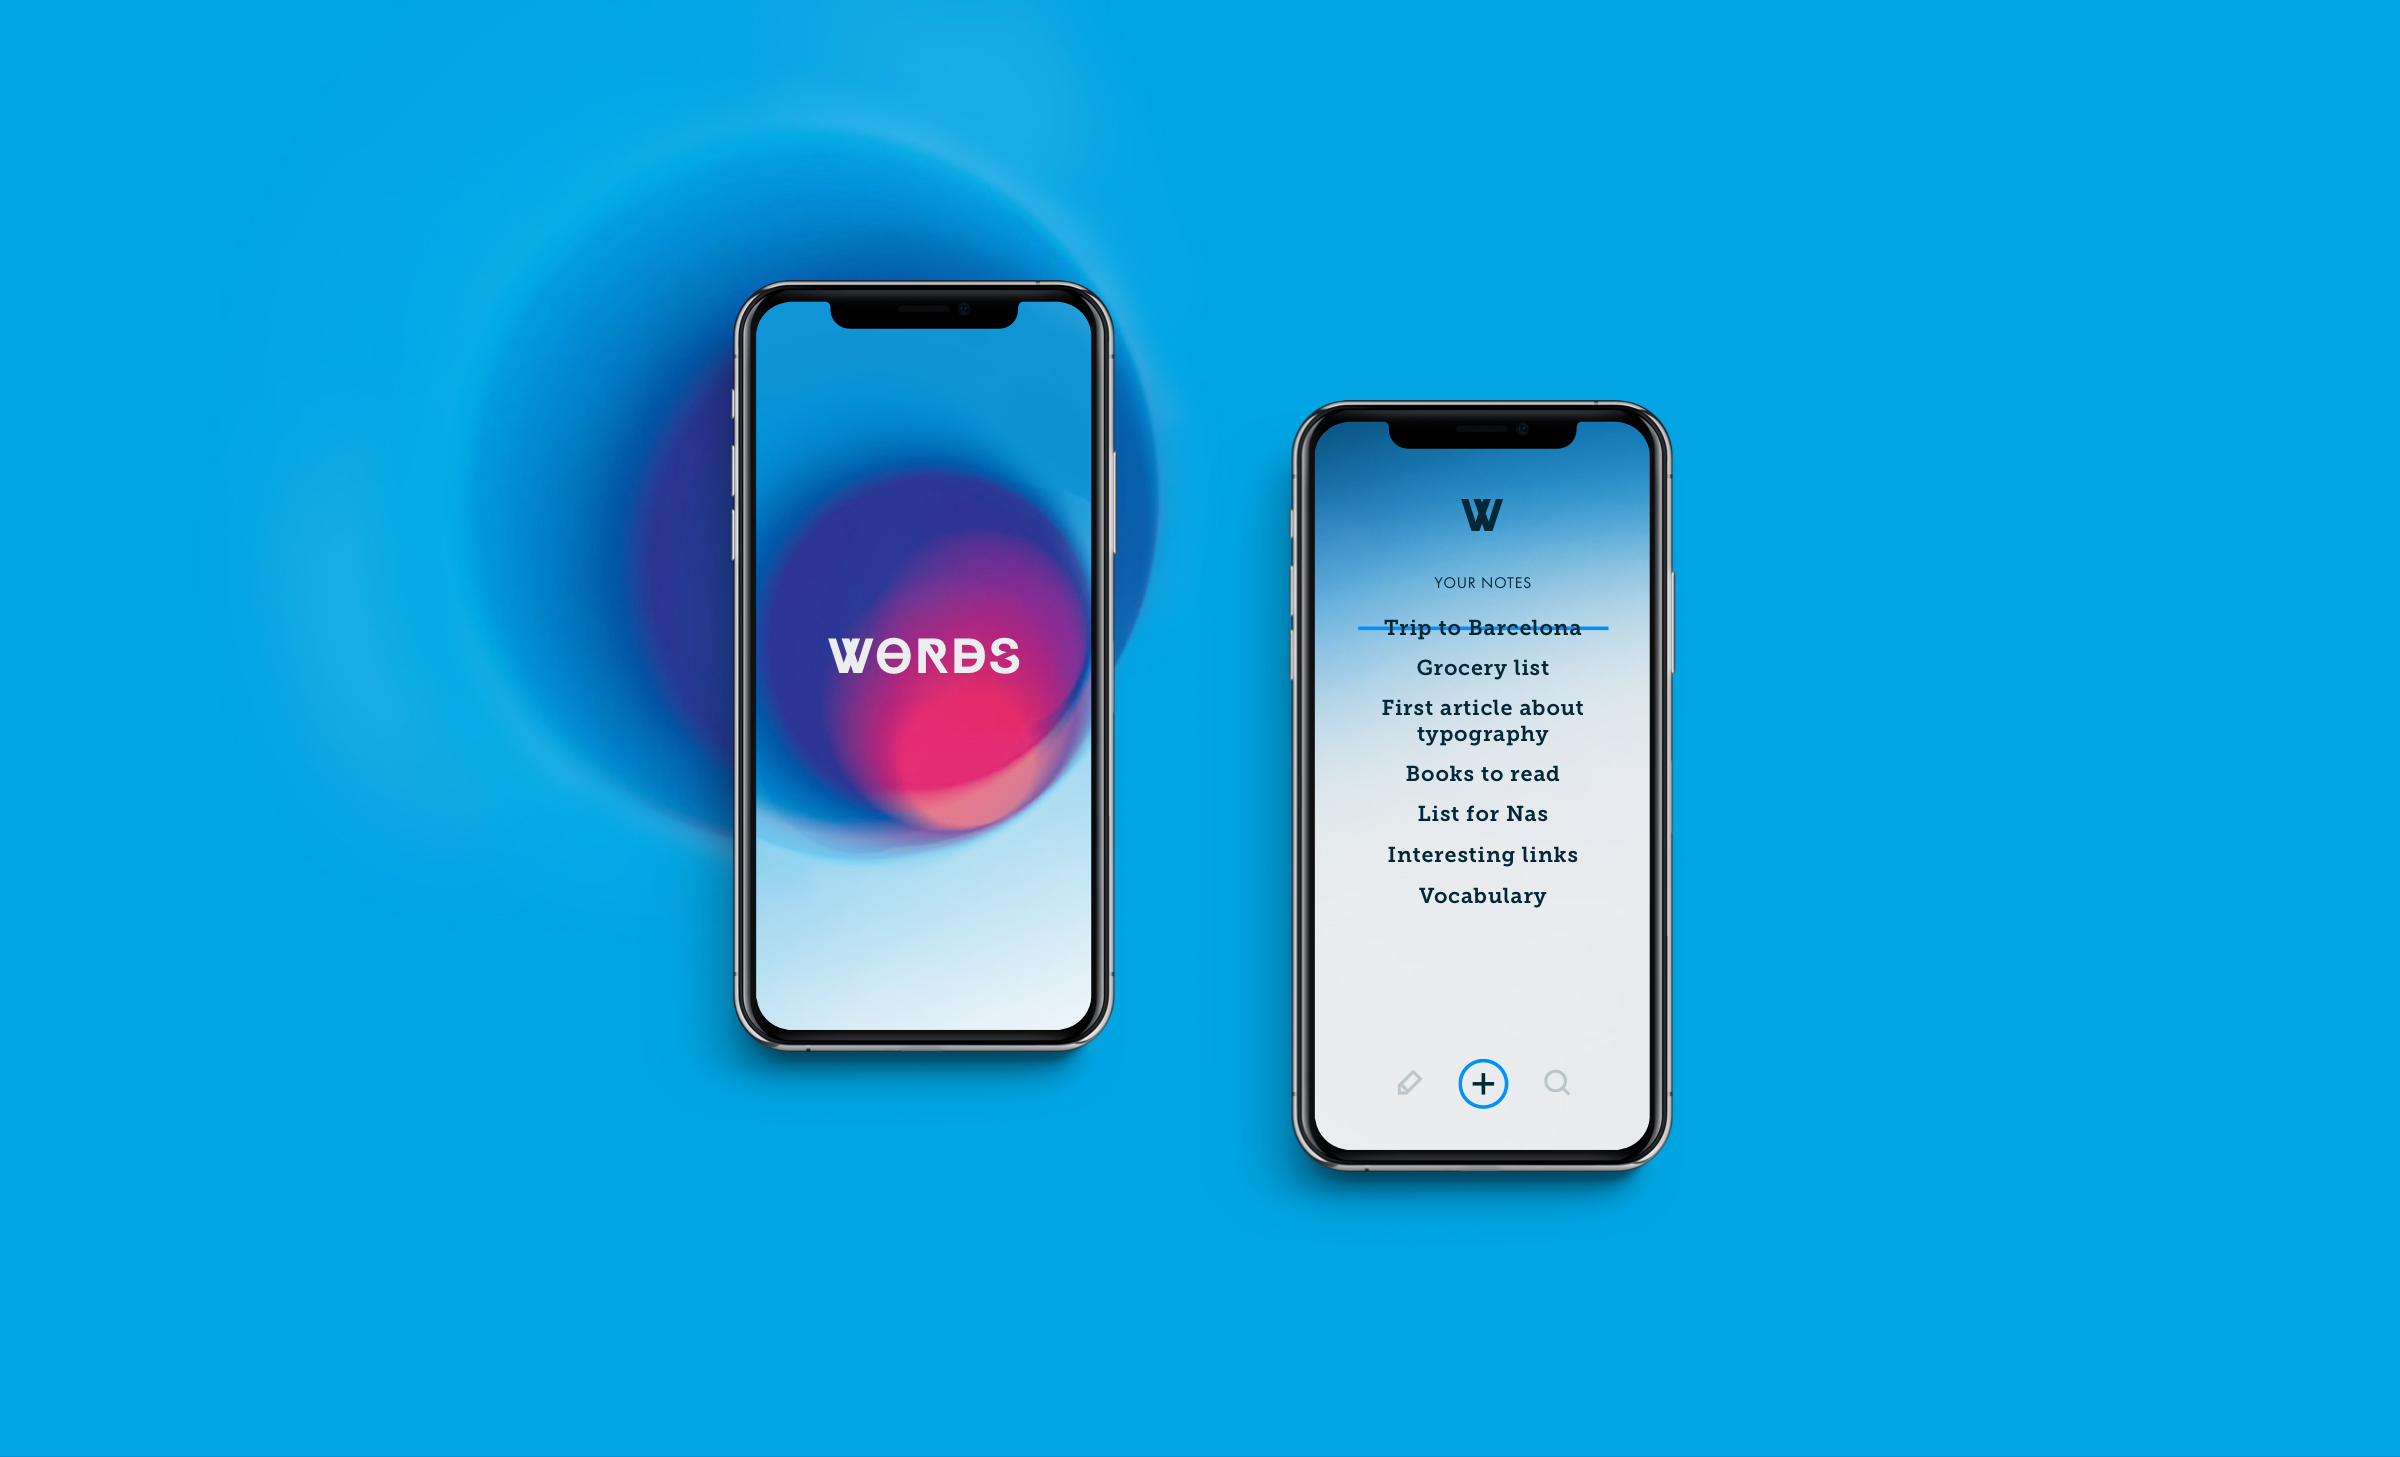 WORDS
W
YOUR NOTES
Trip to Barcelona
Grocery list
First article about
typography
Books to read
List for Nas
Interesting links
Vocabulary